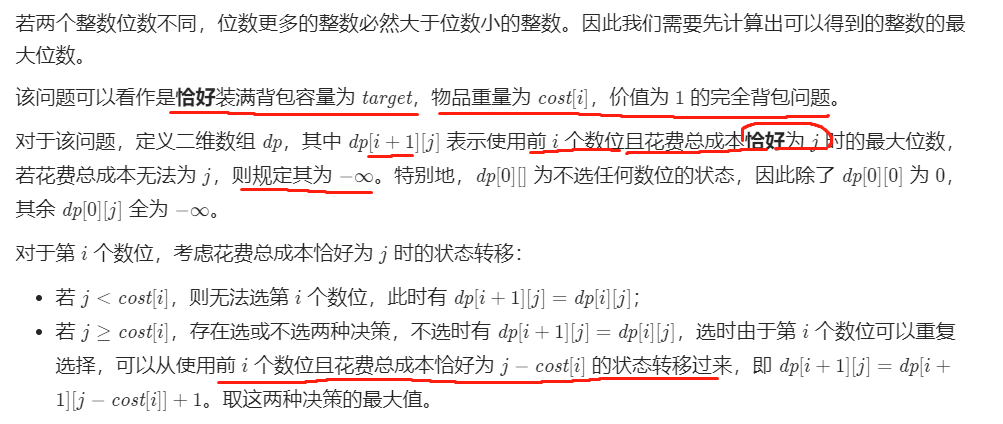 若两个整数位数不同，位数更多的整数必然大于位数小的整数。因此我们需要先计算出可以得到的整数的最
大位数。
该问题可以看作是恰好装满背包容量为 target，物品重量为 cost[i]，价值为 1 的完全背包问题。
对于该问题，定义二维数组 dp，其中 dp[i+1][j] 表示使用前 i 个数位且花费总成本恰好为 j 时的最大位数，
若花费总成本无法为 j，则规定其为 −∞。特别地，dp[0][] 为不选任何数位的状态，因此除了 dp[0][0] 为 0，
其余 dp[0][j] 全为 −∞。
对于第 i 个数位，考虑花费总成本恰好为 j 时的状态转移：
• 若 j < cost[i]，则无法选第 i 个数位，此时有 dp[i+1][j] = dp[i][j]；
• 若 j ≥ cost[i]，存在选或不选两种决策，不选时有 dp[i+1][j] = dp[i][j]，选时由于第 i 个数位可以重复
选择，可以从使用前 i 个数位且花费总成本恰好为 j − cost[i] 的状态转移过来，即 dp[i+1][j] = dp[i+
1][j − cost[i]] + 1。取这两种决策的最大值。